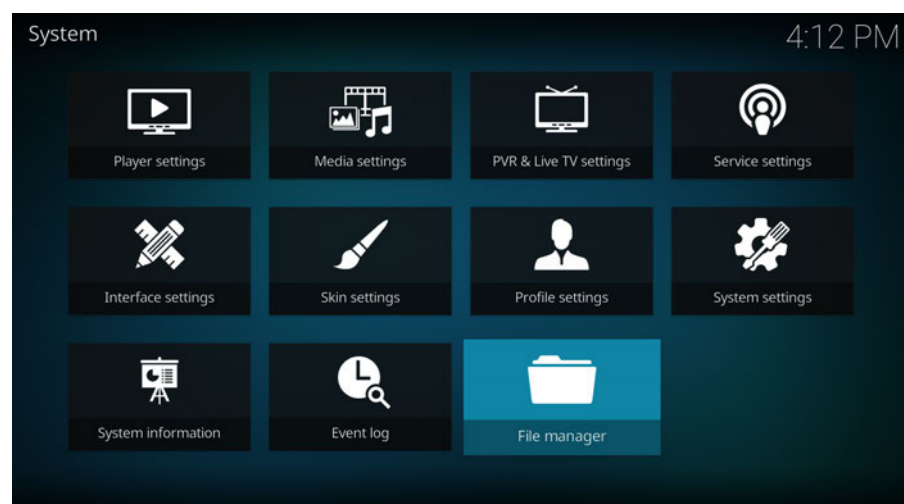 System
4:12 PM
Player settings
Media settings
PVR & Live TV settings
Service settings
Interface settings
Skin settings
Profile settings
System settings
System information
Event log
File manager